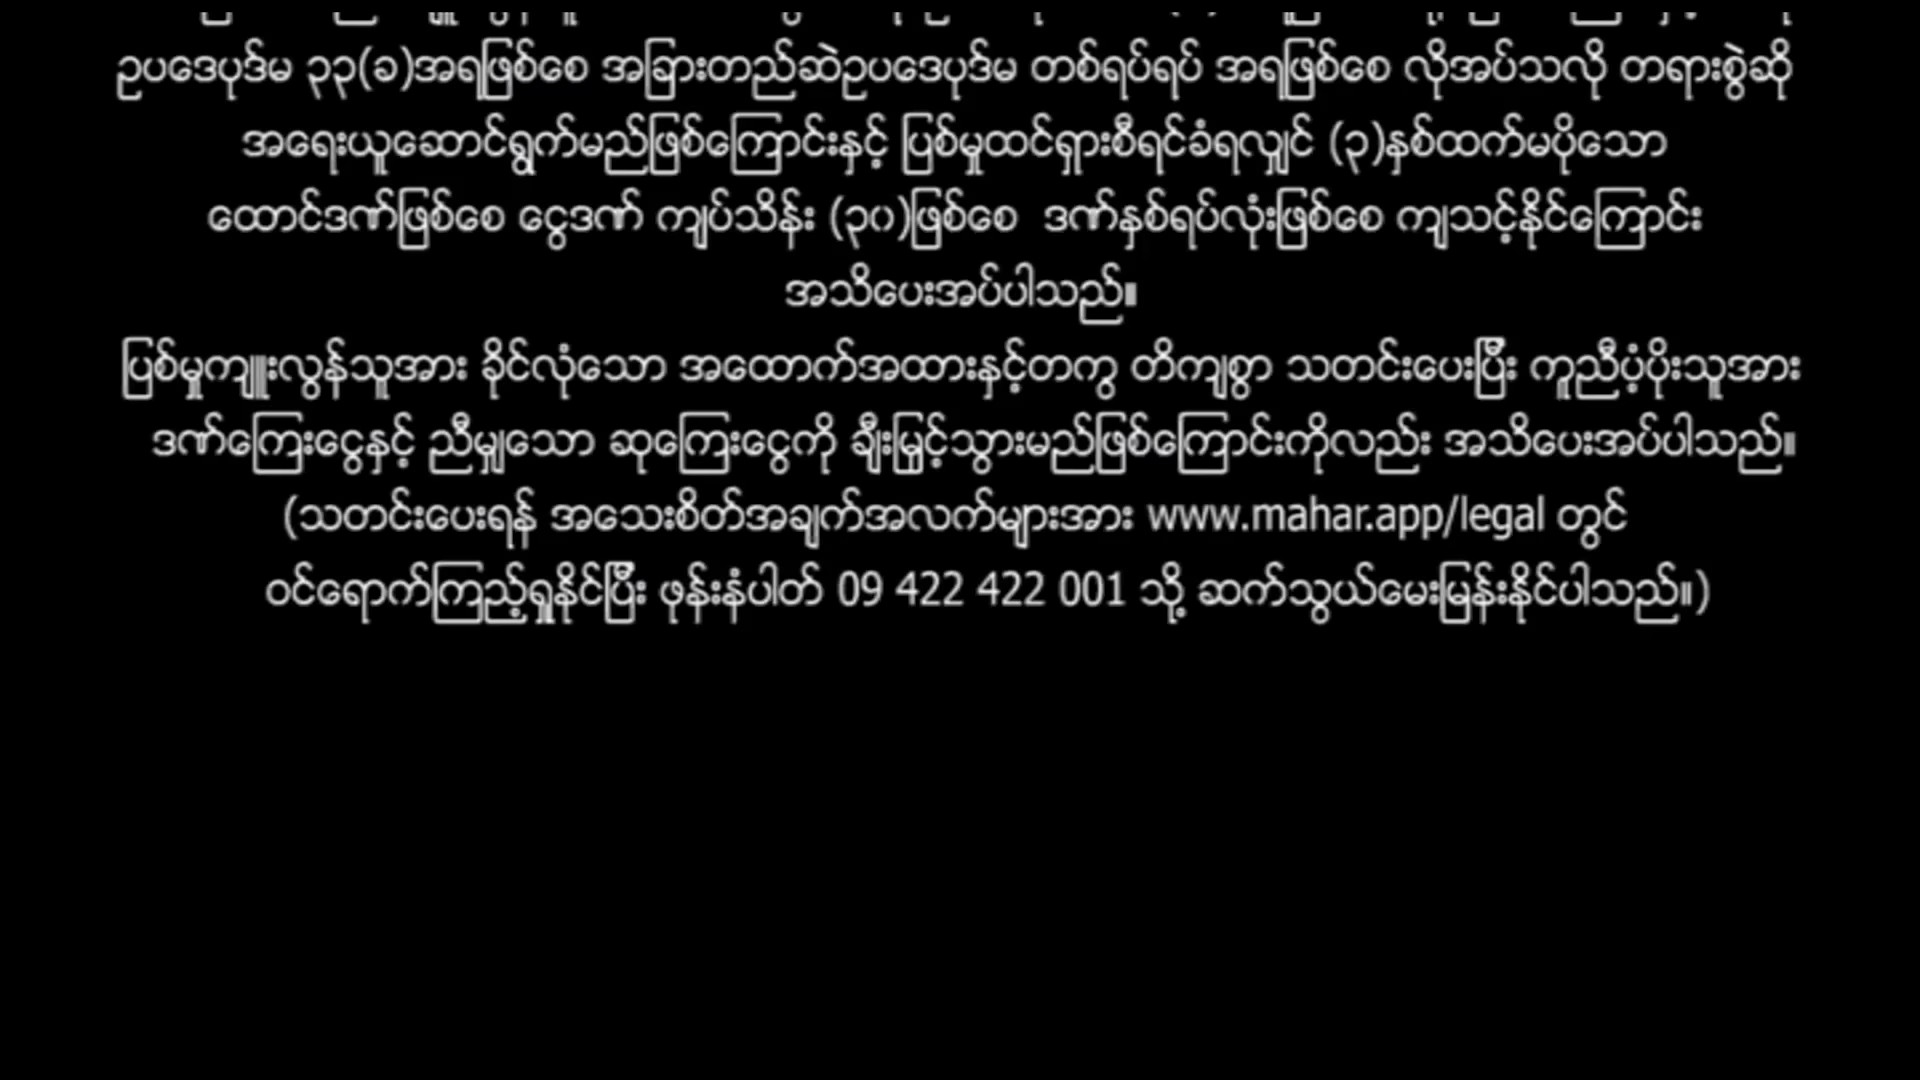 ဥပဒေပုဒ်မ ၃၃(ခ)အရဖြစ်စေ အခြားတည်ဆဲဥပဒေပုဒ်မ တစ်ရပ်ရပ် အရဖြစ်စေ လိုအပ်သလို တရားစွဲဆို
အရေးယူဆောင်ရွက်မည်ဖြစ်ကြောင်းနှင့် ပြစ်မှုထင်ရှားစီရင်ခံရလျှင် (၃)နှစ်ထက်မပိုသော
ထောင်ဒဏ်ဖြစ်စေ ငွေဒဏ် ကျပ်သိန်း (၃၀)ဖြစ်စေ ဒဏ်နှစ်ရပ်လုံးဖြစ်စေ ကျသင့်နိုင်ကြောင်း
အသိပေးအပ်ပါသည်။
ပြစ်မှုကျူးလွန်သူအား ခိုင်လုံသော အထောက်အထားနှင့်တကွ တိကျစွာ သတင်းပေးပြီး ကူညီပံ့ပိုးသူအား
ဒဏ်ကြေးငွေနှင့် ညီမျှသော ဆုကြေးငွေကို ချီးမြှင့်သွားမည်ဖြစ်ကြောင်းကိုလည်း အသိပေးအပ်ပါသည်။
(သတင်းပေးရန် အသေးစိတ်အချက်အလက်များအား www.mahar.app/legal တွင်
ဝင်ရောက်ကြည့်ရှုနိုင်ပြီး ဖုန်းနံပါတ် 09 422 422 001 သို့ ဆက်သွယ်မေးမြန်းနိုင်ပါသည်။)